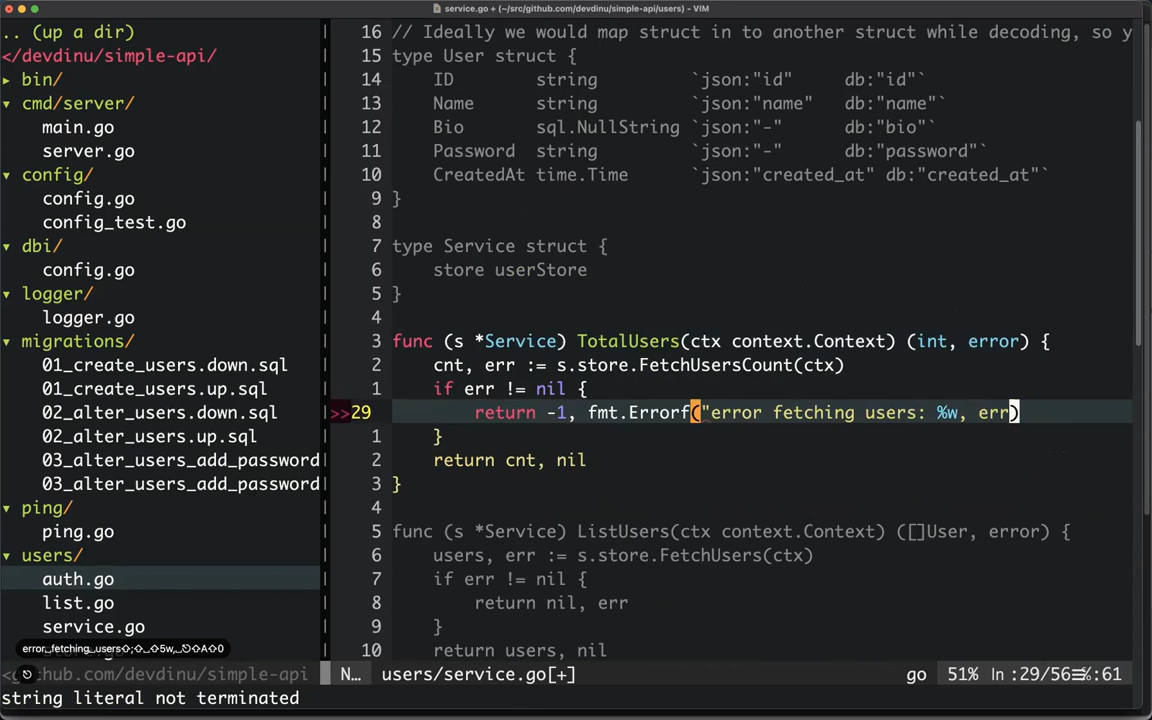 service.go + (~/src/github.com/devdinu/simple-api/users) - VIM
.. (up a dir)
</devdinu/simple-api/
▸ bin/
▾ cmd/server/
main.go
server.go
▾ config/
config.go
config_test.go
▾ dbi/
config.go
▾ logger/
logger.go
▾ migrations/
01_create_users.down.sql
01_create_users.up.sql
02_alter_users.down.sql
02_alter_users.up.sql
03_alter_users_add_password
03_alter_users_add_password
▾ ping/
ping.go
▾ users/
auth.go
list.go
service.go
error␣fetching␣users⇧;⇧␣⇧5w,␣⎋⇧A⇧0
<github.com/devdinu/simple-api
16 // Ideally we would map struct in to another struct while decoding, so y
15 type User struct {
14 ID string `json:"id" db:"id"`
13 Name string `json:"name" db:"name"`
12 Bio sql.NullString `json:"-" db:"bio"`
11 Password string `json:"-" db:"password"`
10 CreatedAt time.Time `json:"created_at" db:"created_at"`
9 }
8
7 type Service struct {
6 store userStore
5 }
4
3 func (s *Service) TotalUsers(ctx context.Context) (int, error) {
2 cnt, err := s.store.FetchUsersCount(ctx)
1 if err != nil {
>>29 return -1, fmt.Errorf("error fetching users: %w, err)
1 }
2 return cnt, nil
3 }
4
5 func (s *Service) ListUsers(ctx context.Context) ([]User, error) {
6 users, err := s.store.FetchUsers(ctx)
7 if err != nil {
8 return nil, err
9 }
10 return users, nil
N… users/service.go[+] go 51% ln :29/56☰℅:61
string literal not terminated